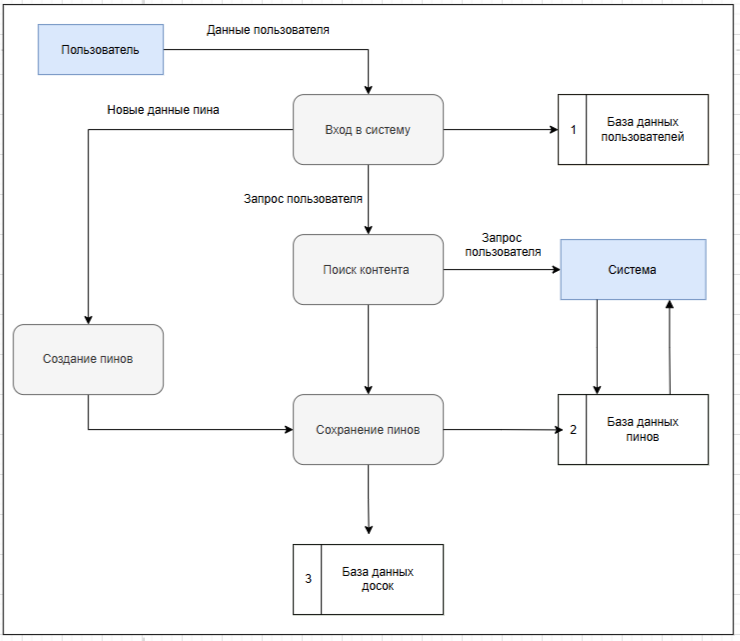 Данные пользователя
Пользователь
Новые данные пина
Вход в систему
1
База данных
пользователей
Запрос пользователя
Запрос
пользователя
Поиск контента
Система
Создание пинов
Сохранение пинов
2
База данных
пинов
3
База данных
досок